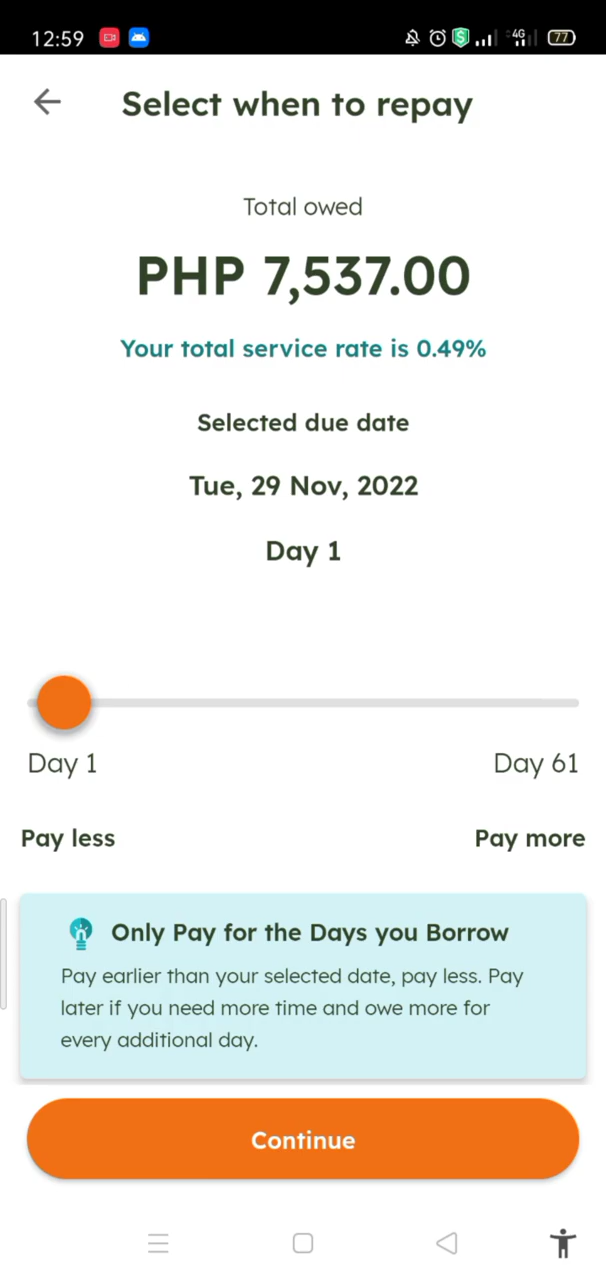 12:59
4G
77
Select when to repay
Total owed
PHP 7,537.00
Your total service rate is 0.49%
Selected due date
Tue, 29 Nov, 2022
Day 1
Day 1
Day 61
Pay less
Pay more
Only Pay for the Days you Borrow
Pay earlier than your selected date, pay less. Pay
later if you need more time and owe more for
every additional day.
Continue